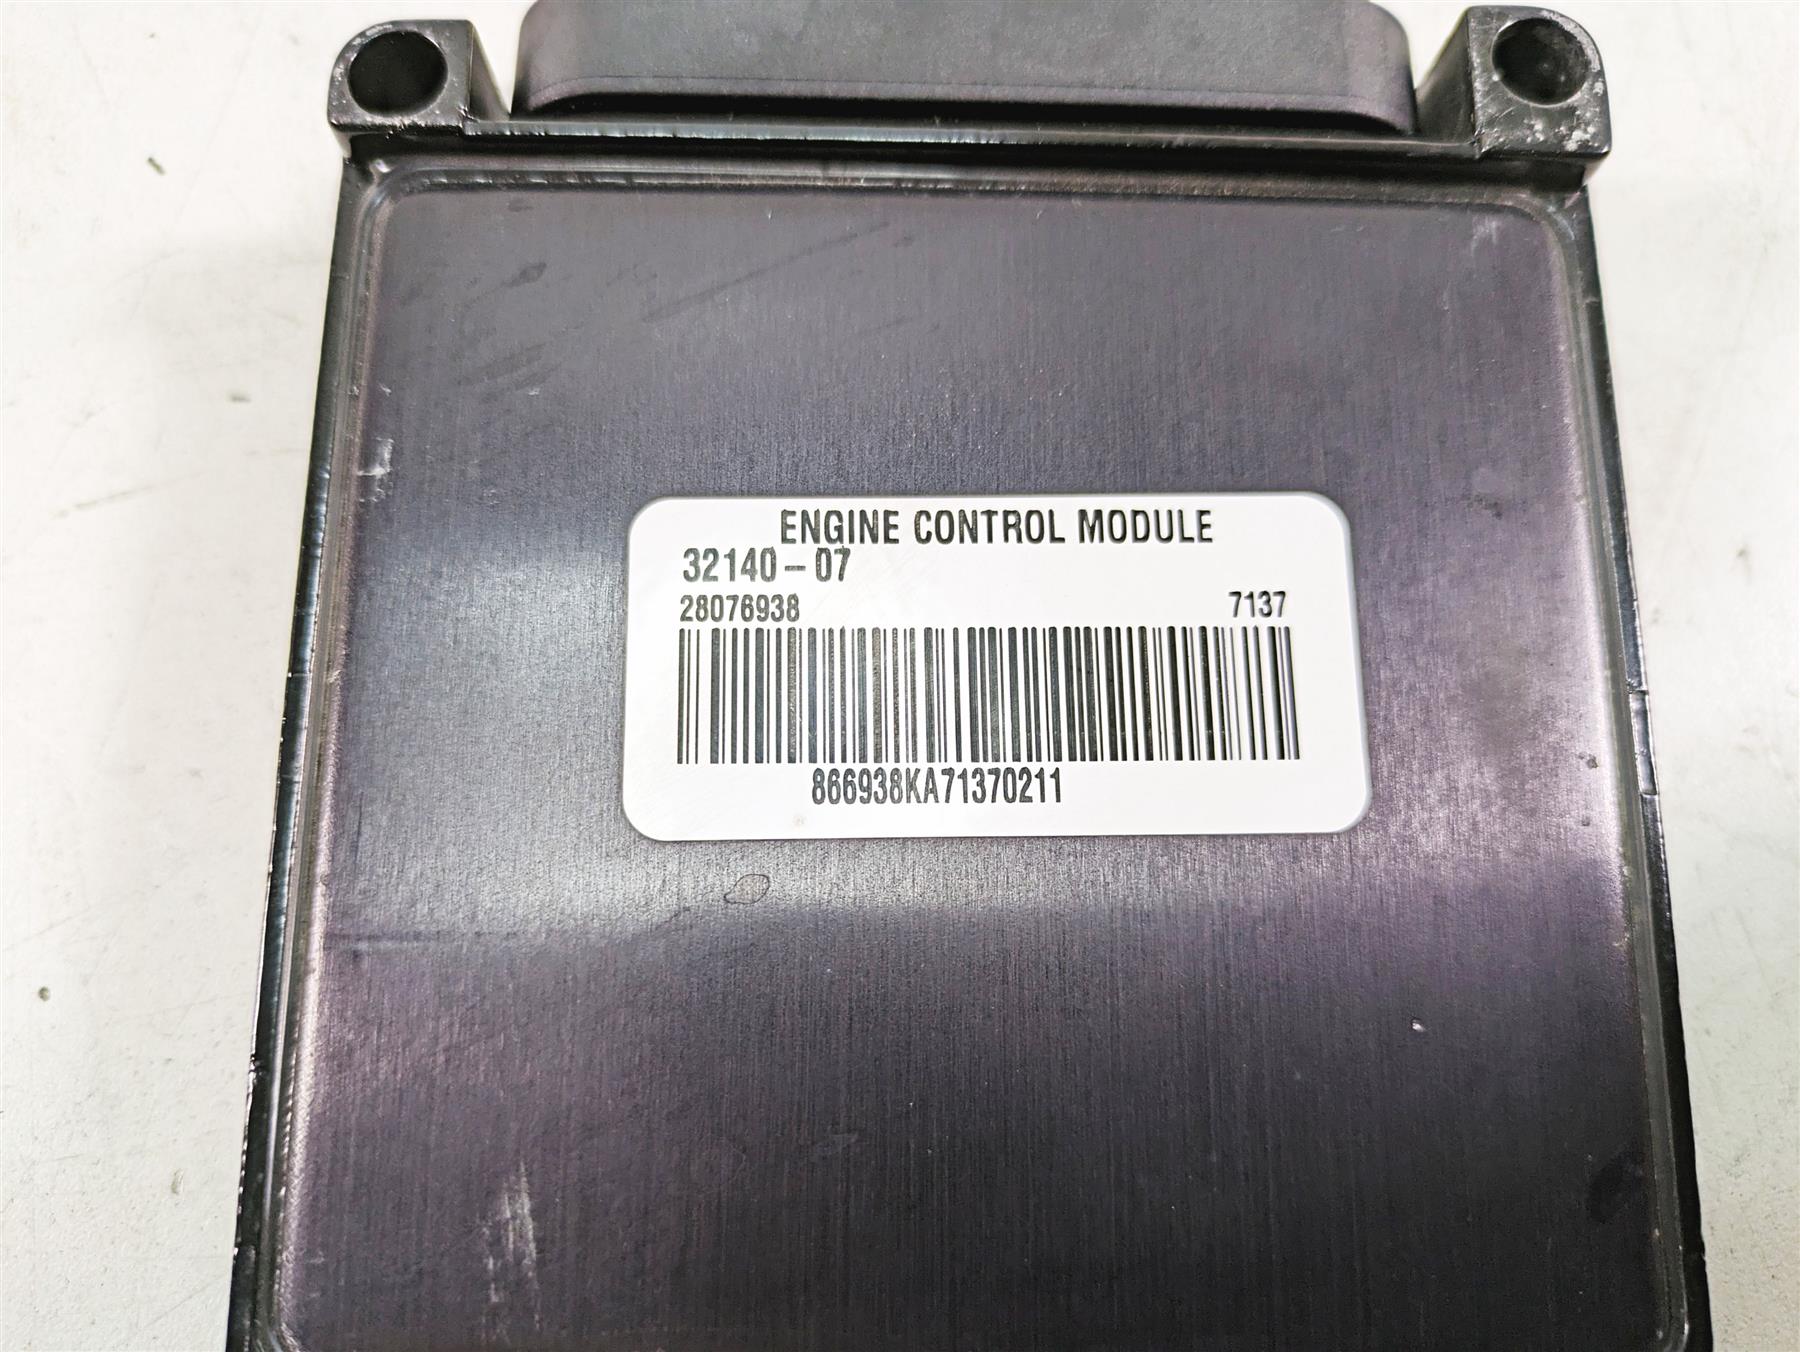 ENGINE CONTROL MODULE
32140-07
28076938 7137
866938KA71370211